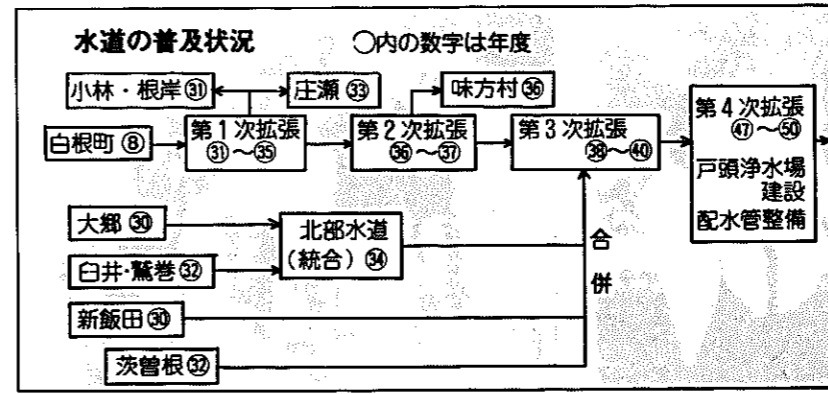 水道の普及状況 ○内の数字は年度
小林・根岸㉛
庄瀬㉝
味方村㊱
白根町⑧
第1次拡張
㉛～㉟
第2次拡張
㊱～㊲
第3次拡張
㊳～㊵
第4次拡張
㊼～㊿
戸頭浄水場
建設
配水管整備
大郷㉚
臼井・鷲巻㉜
北部水道
(統合)㉞
合
併
新飯田㉚
茨曽根㉜